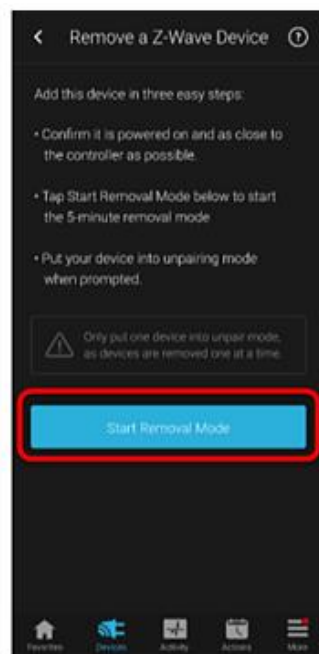 Remove a Z-Wave Device
Add this device in three easy steps:
• Confirm it is powered on and as close to
the controller as possible.
• Tap Start Removal Mode below to start
the 5-minute removal mode
• Put your device into unpairing mode
when prompted.
Only put one device into unpair mode,
as devices are removed one at a time.
Start Removal Mode
Favorites Devices Activity Actions More